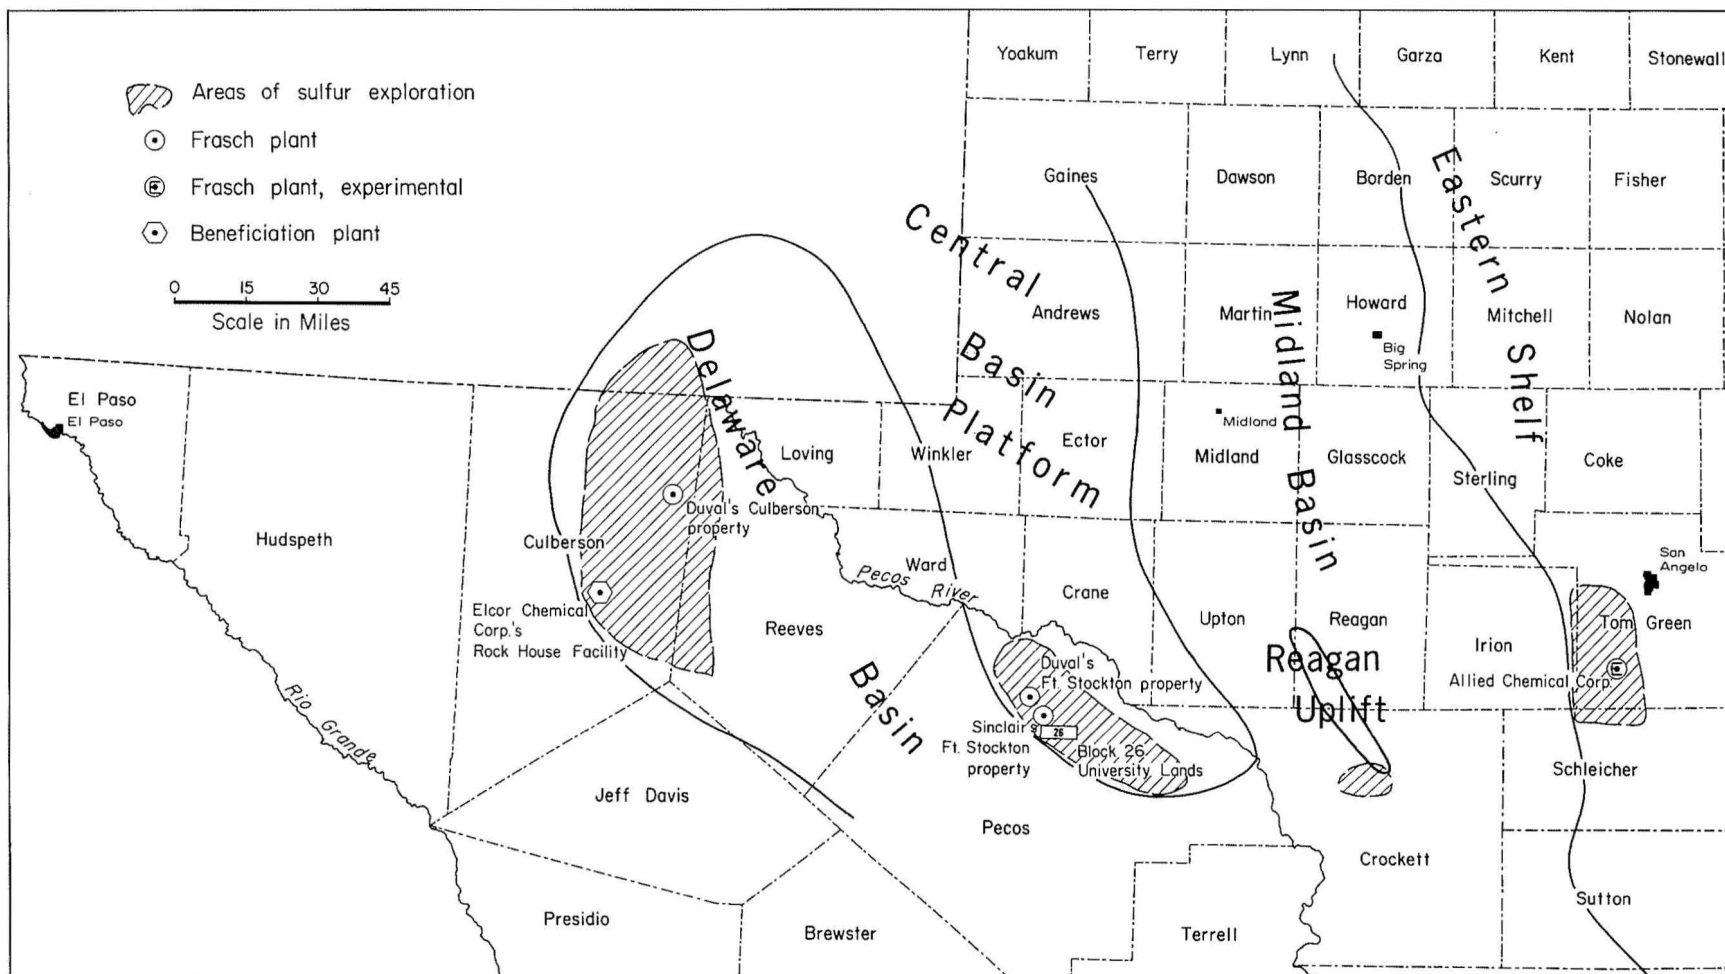 Areas of sulfur exploration
Frasch plant
E
Frasch plant, experimental
Beneficiation plant
0 15 30 45
Scale in Miles
Yoakum
Terry
Lynn
Garza
Kent
Stonewall
Gaines
Dawson
Borden
Scurry
Fisher
Eastern Shelf
Central
Basin
Platform
Andrews
Martin
Midland Basin
Howard
Big
Spring
Mitchell
Nolan
El Paso
El Paso
Delaware
Basin
Loving
Winkler
Ector
Midland
Midland
Glasscock
Sterling
Coke
Hudspeth
Culberson
Duval's Culberson
property
Ward
Pecos River
Crane
Upton
Reagan
San
Angelo
Elcor Chemical
Corp.'s
Rock House Facility
Reeves
Tom Green
Irion
Allied Chemical Corp.
E
Reagan
Uplift
Duval's
Ft. Stockton property
Sinclair's
Ft. Stockton
property
26
Block 26
University Lands
Rio Grande
Jeff Davis
Pecos
Schleicher
Crockett
Sutton
Presidio
Brewster
Terrell